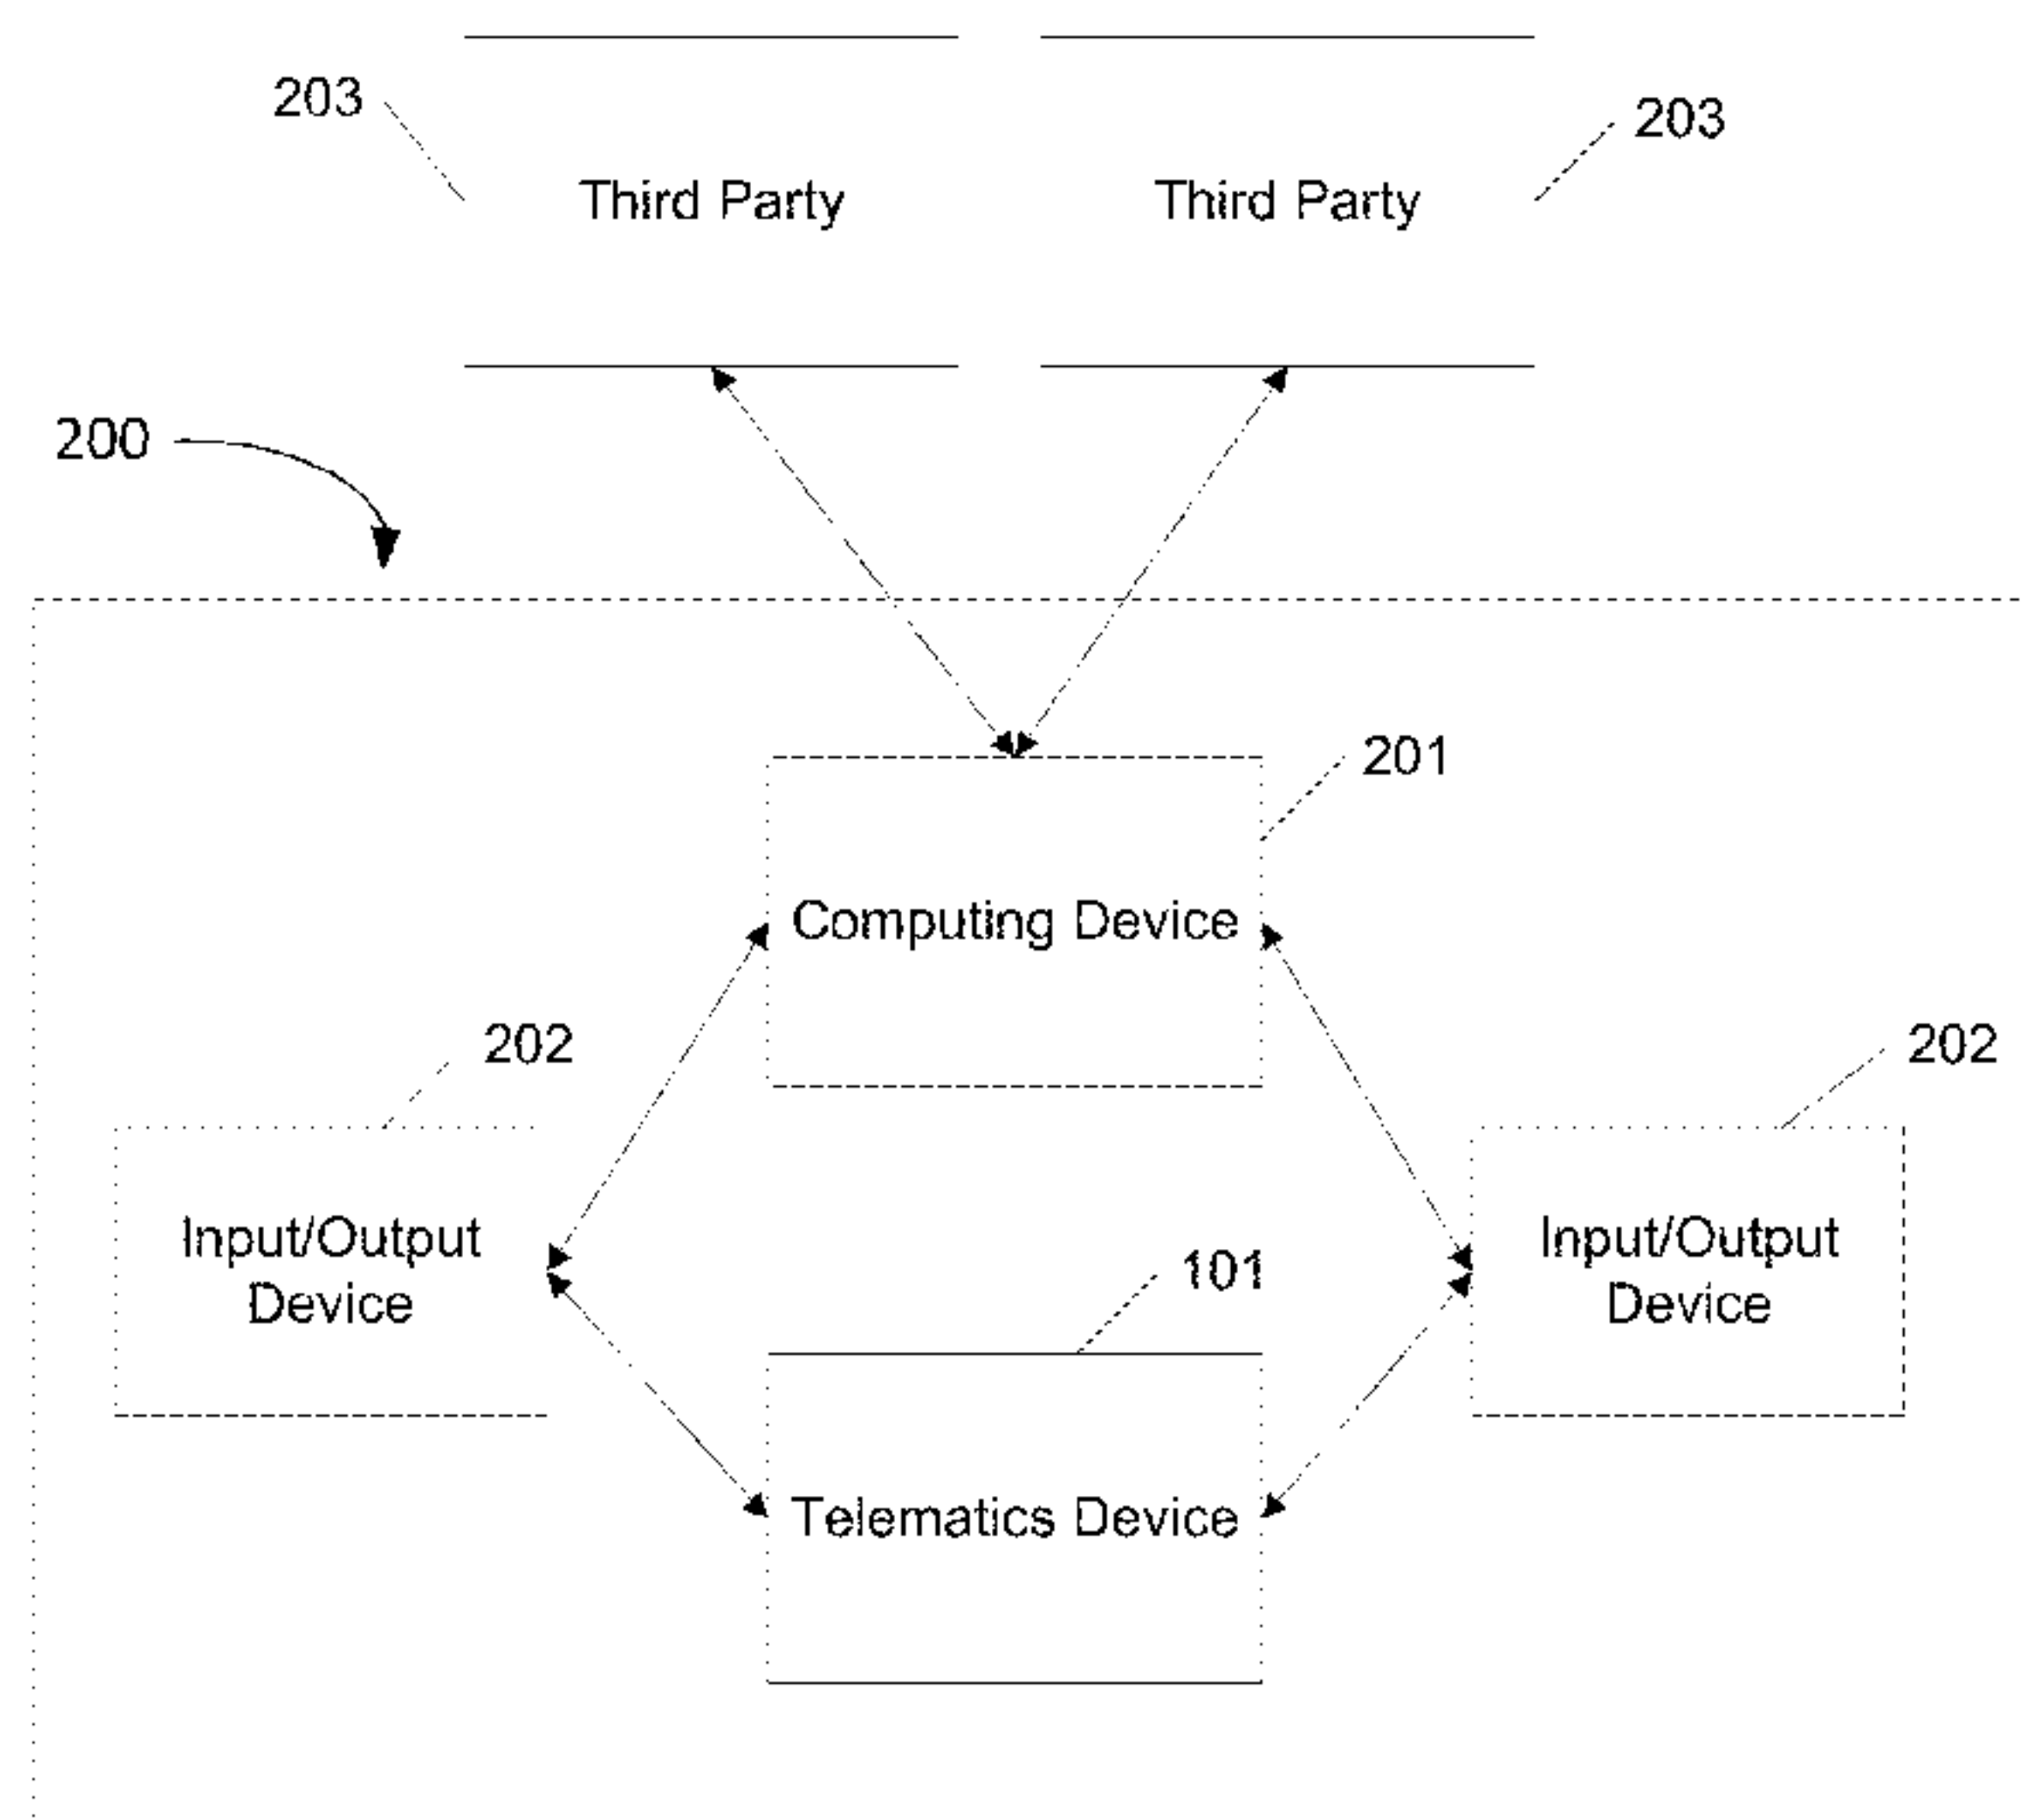 203
203
Third Party
Third Party
200
201
Computing Device
202
202
Input/Output
Device
Input/Output
Device
101
Telematics Device